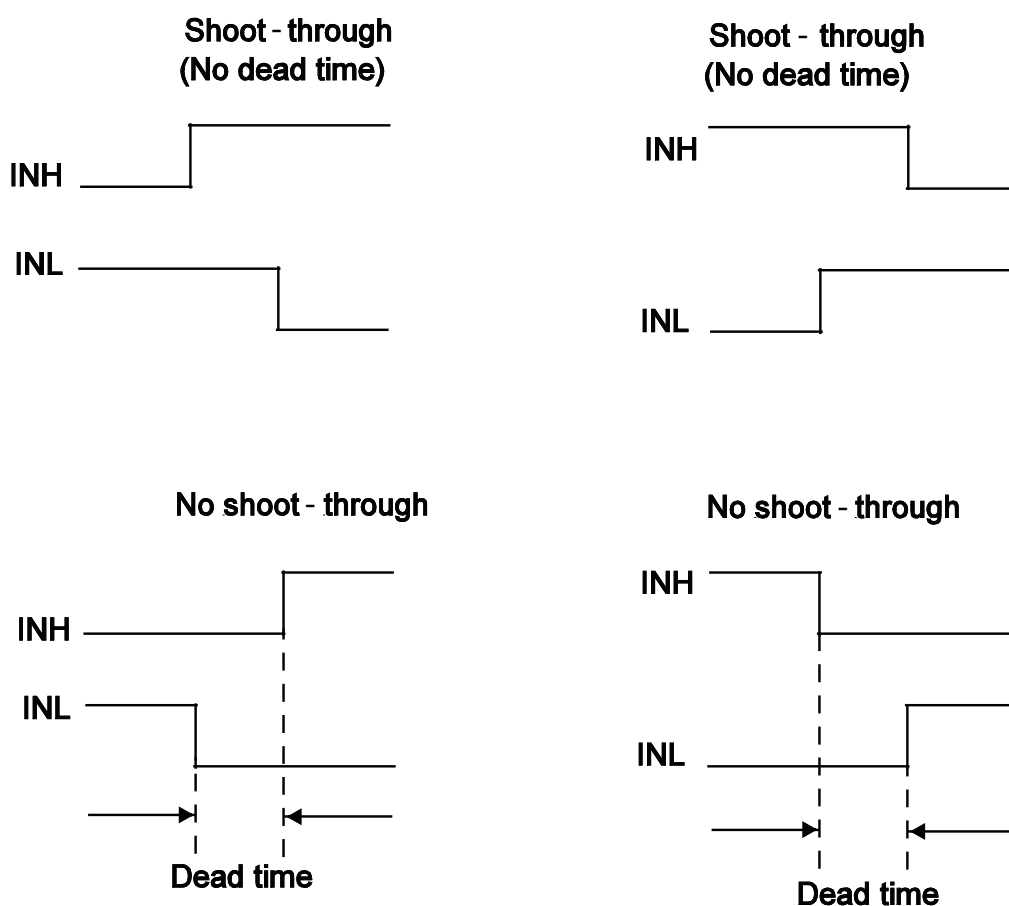 Shoot - through
(No dead time)
INH
INL
Shoot - through
(No dead time)
INH
INL
No shoot - through
INH
INL
Dead time
No shoot - through
INH
INL
Dead time